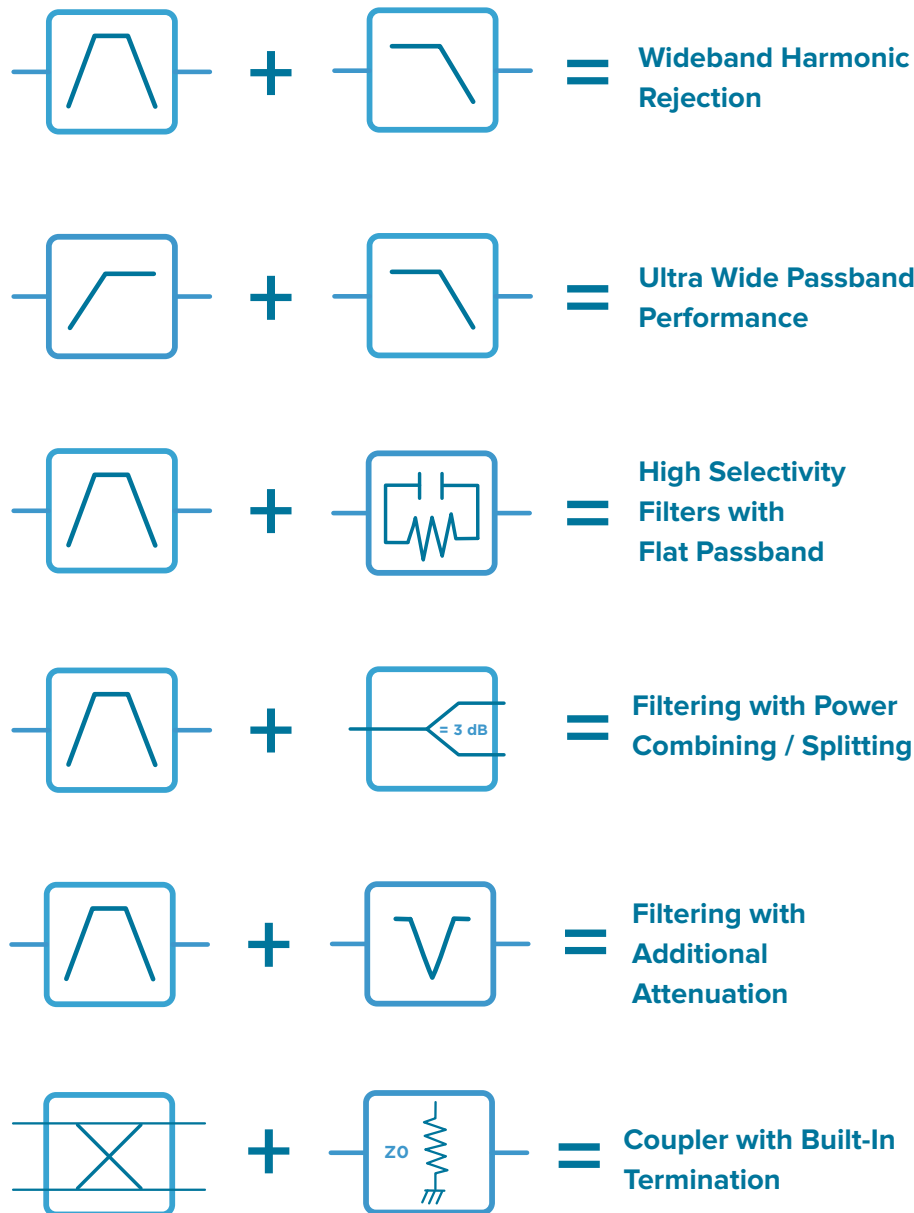 Wideband Harmonic
Rejection
Ultra Wide Passband
Performance
High Selectivity
Filters with
Flat Passband
= 3 dB
Filtering with Power
Combining / Splitting
Filtering with
Additional
Attenuation
Z0
Coupler with Built-In
Termination